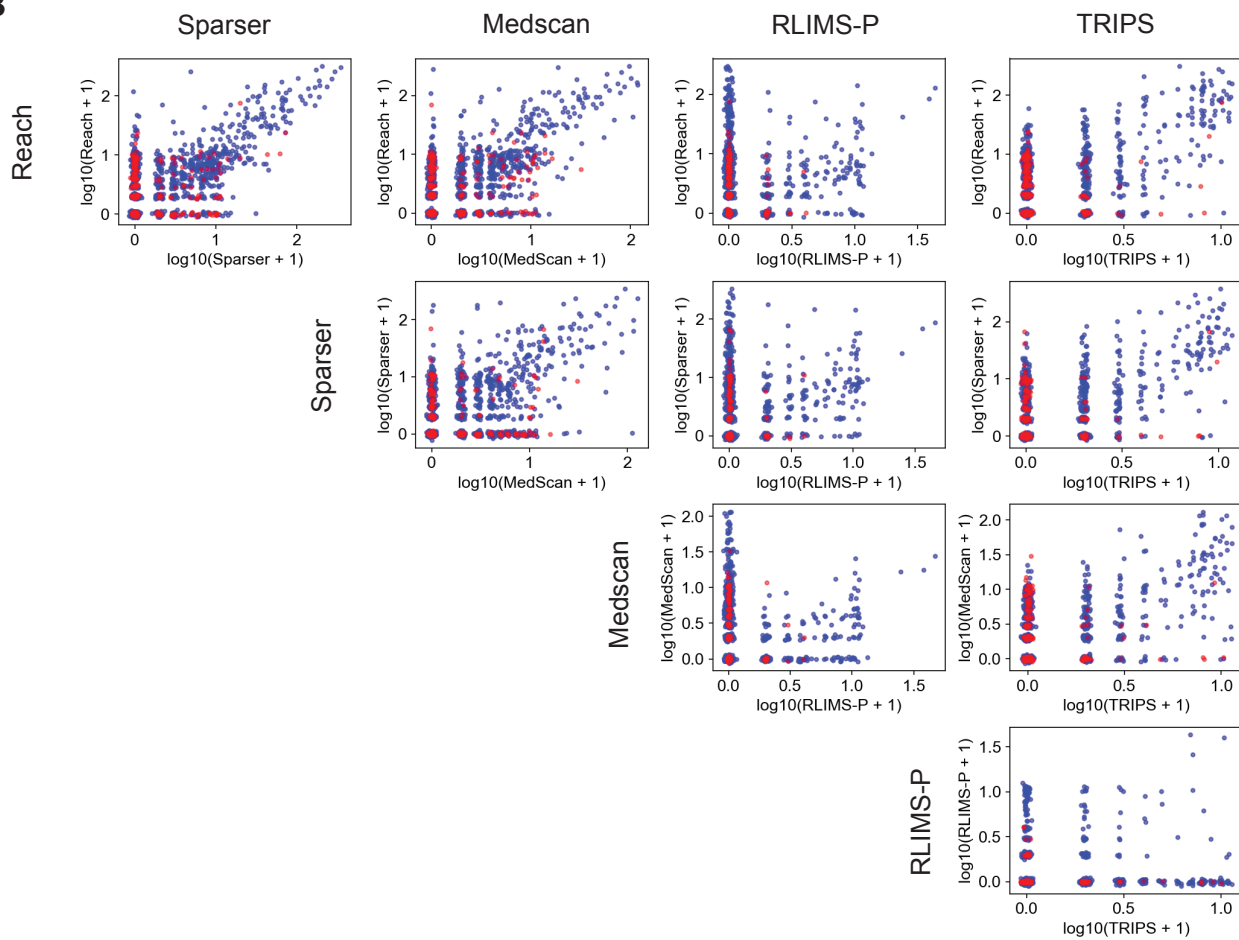 Sparser Medscan RLIMS-P TRIPS
Reach
log10(Reach + 1)
2
1
0
0 1 2
log10(Sparser + 1)
log10(Reach + 1)
2
1
0
0 1 2
log10(MedScan + 1)
log10(Reach + 1)
2
1
0
0.0 0.5 1.0 1.5
log10(RLIMS-P + 1)
log10(Reach + 1)
2
1
0
0.0 0.5 1.0
log10(TRIPS + 1)
Sparser
log10(Sparser + 1)
2
1
0
0 1 2
log10(MedScan + 1)
log10(Sparser + 1)
2
1
0
0.0 0.5 1.0 1.5
log10(RLIMS-P + 1)
log10(Sparser + 1)
2
1
0
0.0 0.5 1.0
log10(TRIPS + 1)
Medscan
log10(MedScan + 1)
2.0
1.5
1.0
0.5
0.0
0.0 0.5 1.0 1.5
log10(RLIMS-P + 1)
log10(MedScan + 1)
2.0
1.5
1.0
0.5
0.0
0.0 0.5 1.0
log10(TRIPS + 1)
RLIMS-P
log10(RLIMS-P + 1)
1.5
1.0
0.5
0.0
0.0 0.5 1.0
log10(TRIPS + 1)